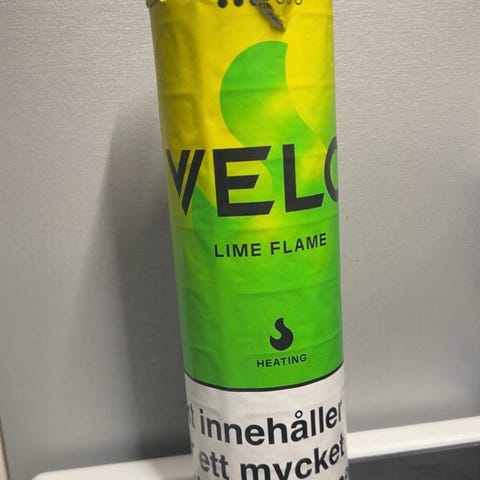 VELO
LIME FLAME
HEATING
innehåller
ett mycket